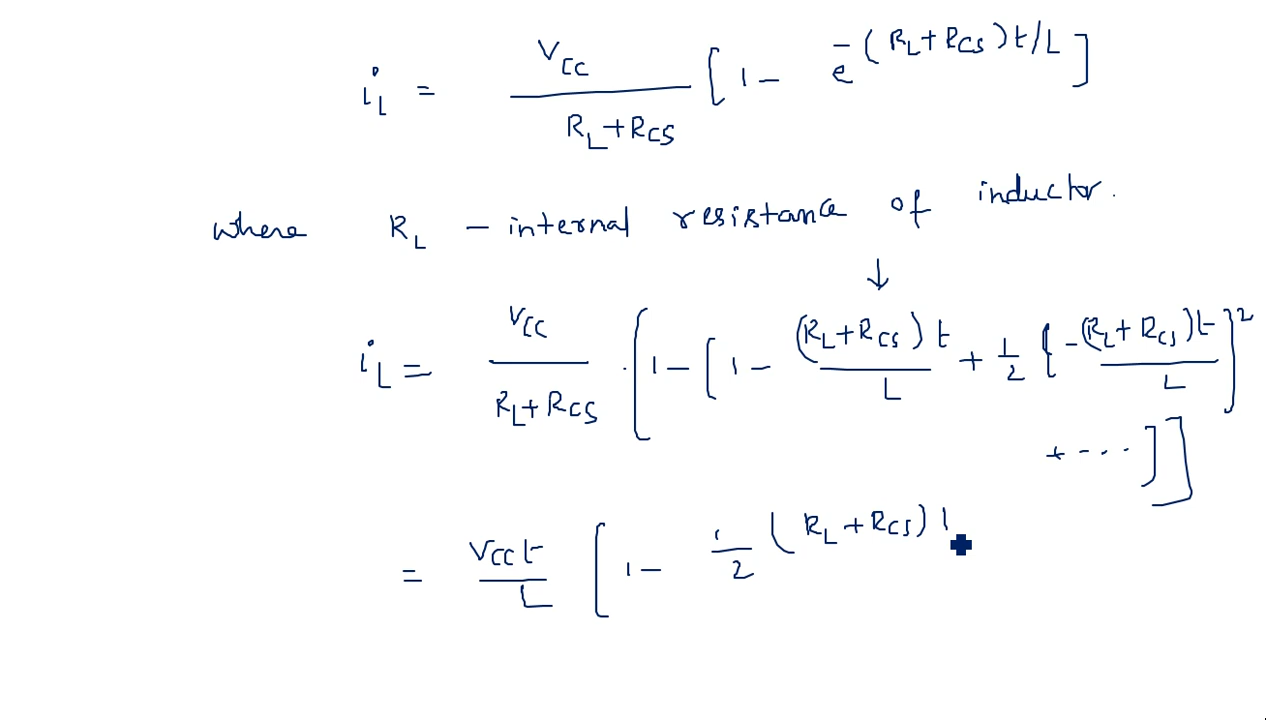 i_L = V_CC / (R_L + R_CS) [ 1 − e^−(R_L + R_CS)t/L ]
where R_L − internal resistance of inductor.
↓
i_L = V_CC / (R_L + R_CS) · [ 1 − [ 1 − (R_L + R_CS)t / L + 1/2 { −(R_L + R_CS)t / L ]^2
+ ---- ] ]
= V_CC t / L [ 1 − 1/2 ( R_L + R_CS ) l